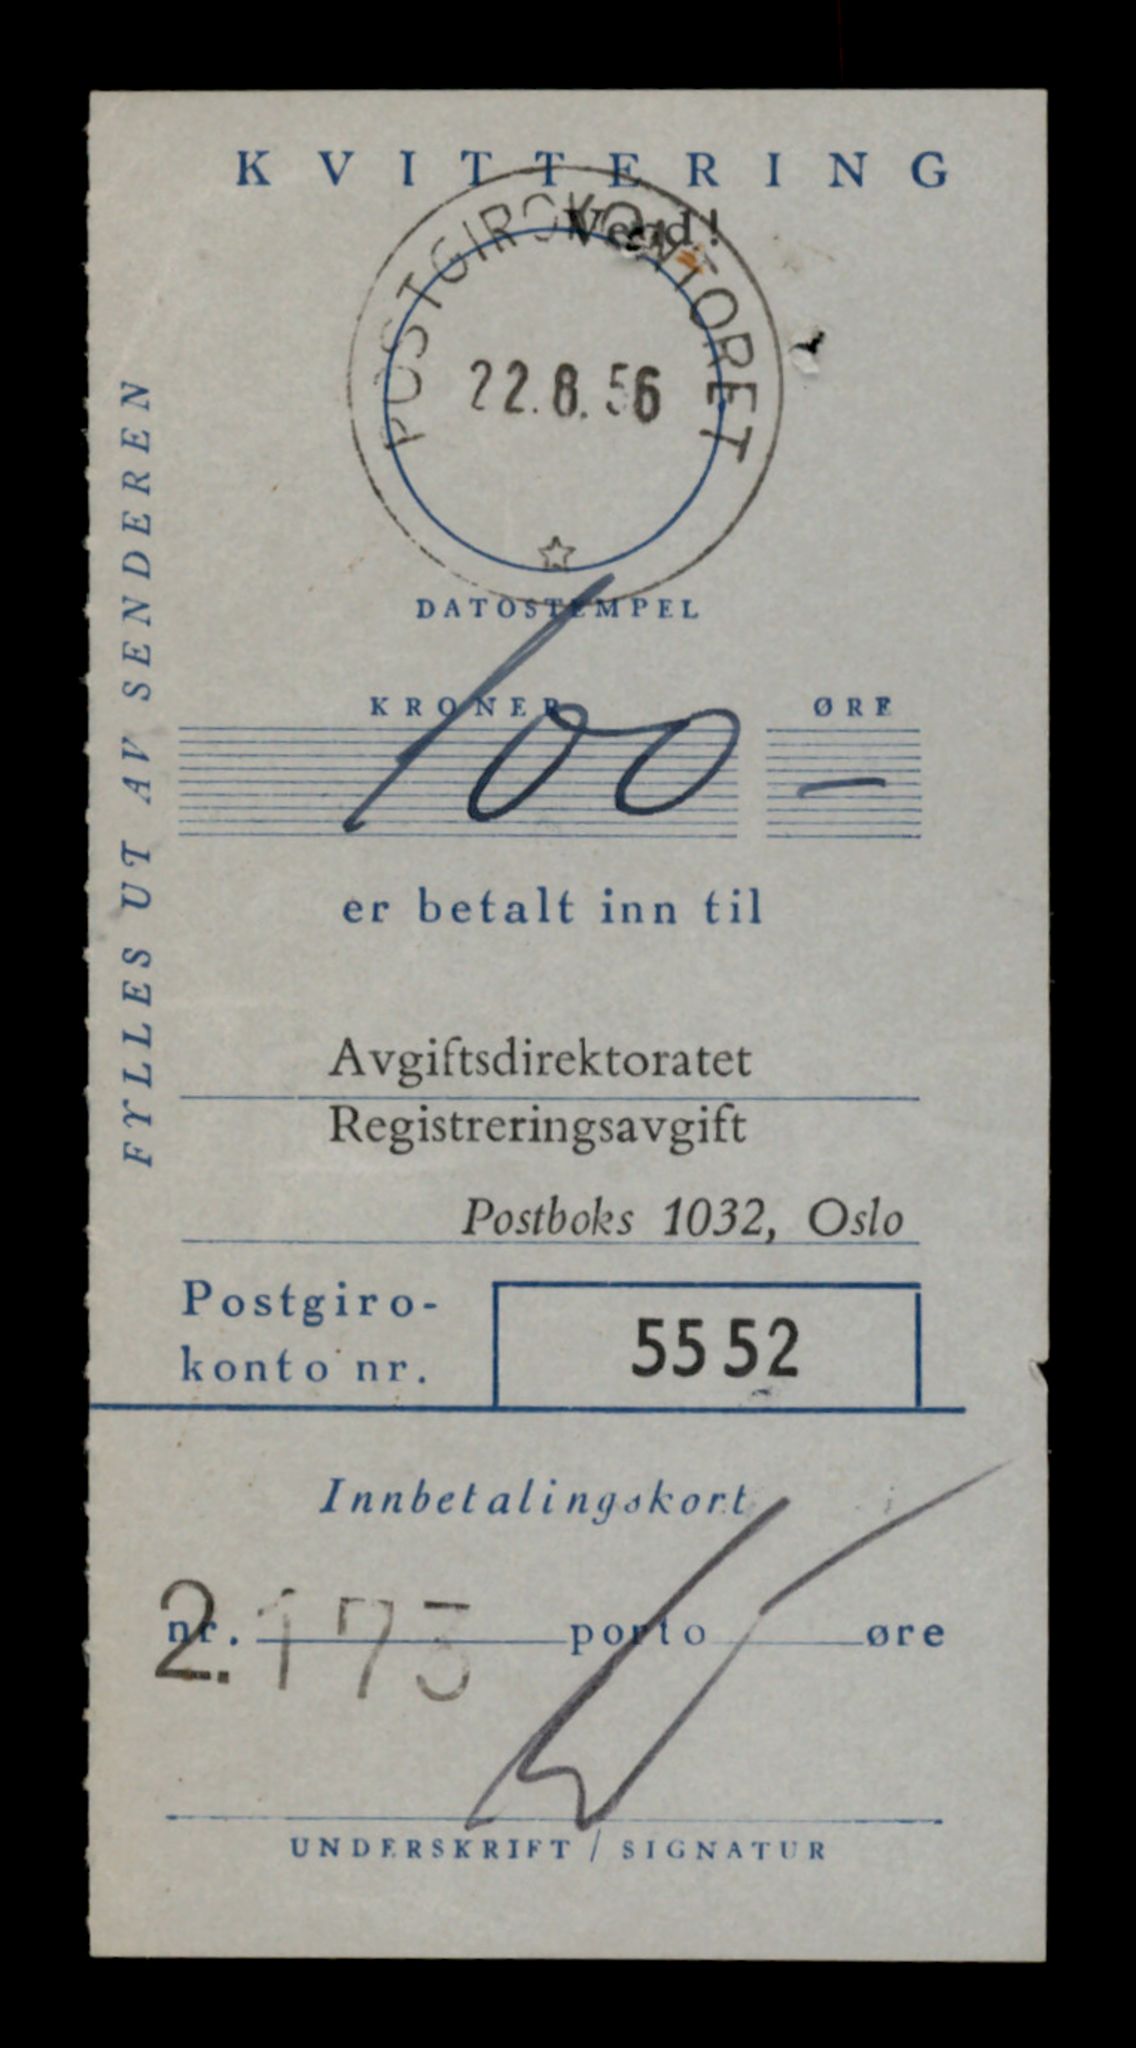 KVITTERING
Vend!
POSTGIROKONTORET
22.8.56
DATOSTEMPEL
FYLLES UT AV SENDEREN
KRONER ØRE
100 —
er betalt inn til
Avgiftsdirektoratet
Registreringsavgift
Postboks 1032, Oslo
Postgiro-
konto nr. 5552
Innbetalingskort
nr. 2.173 porto øre
UNDERSKRIFT / SIGNATUR